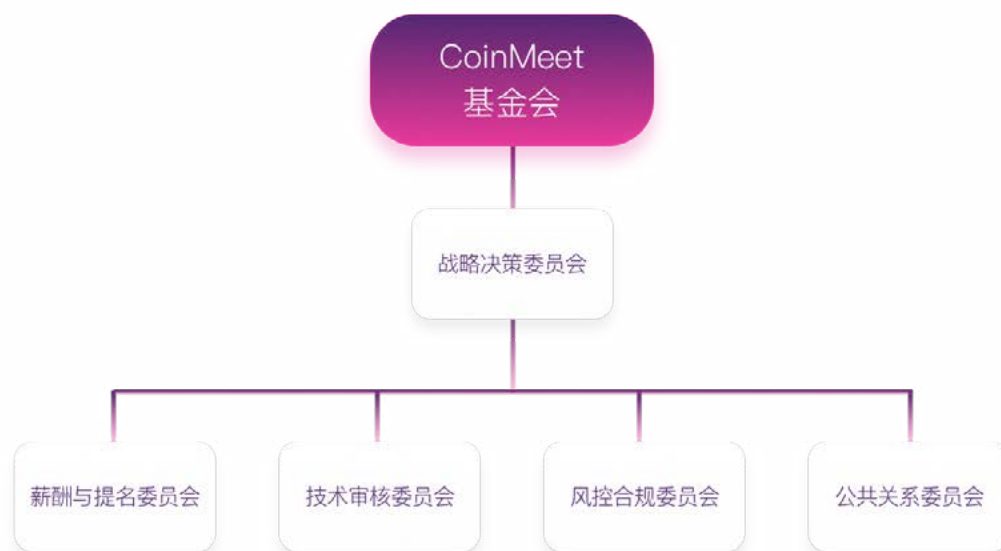 CoinMeet
基金会
战略决策委员会
薪酬与提名委员会
技术审核委员会
风控合规委员会
公共关系委员会